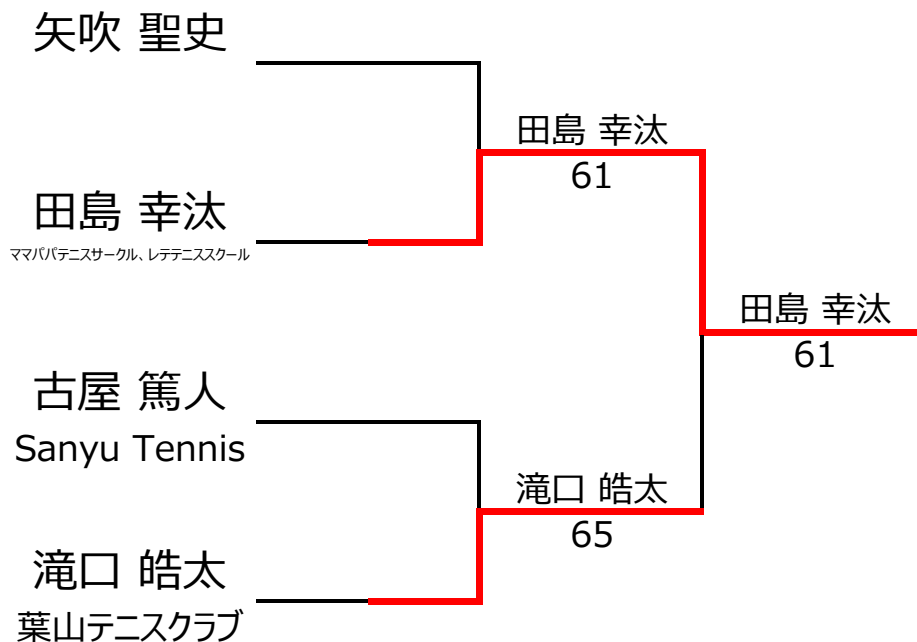 矢吹 聖史
田島 幸汰
61
田島 幸汰
ママパパテニスサークル、レテテニススクール
田島 幸汰
61
古屋 篤人
Sanyu Tennis
滝口 皓太
65
滝口 皓太
葉山テニスクラブ